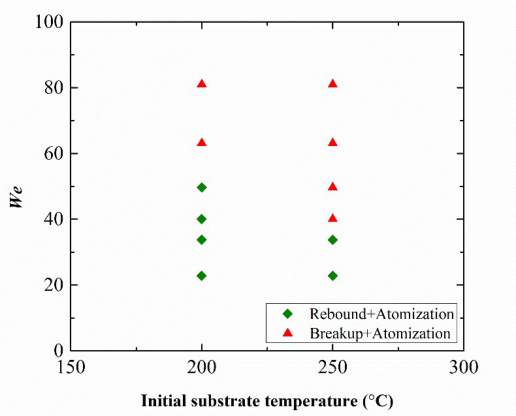 100
80
60
40
20
0
We
150
200
250
300
Initial substrate temperature (°C)
Rebound+Atomization
Breakup+Atomization